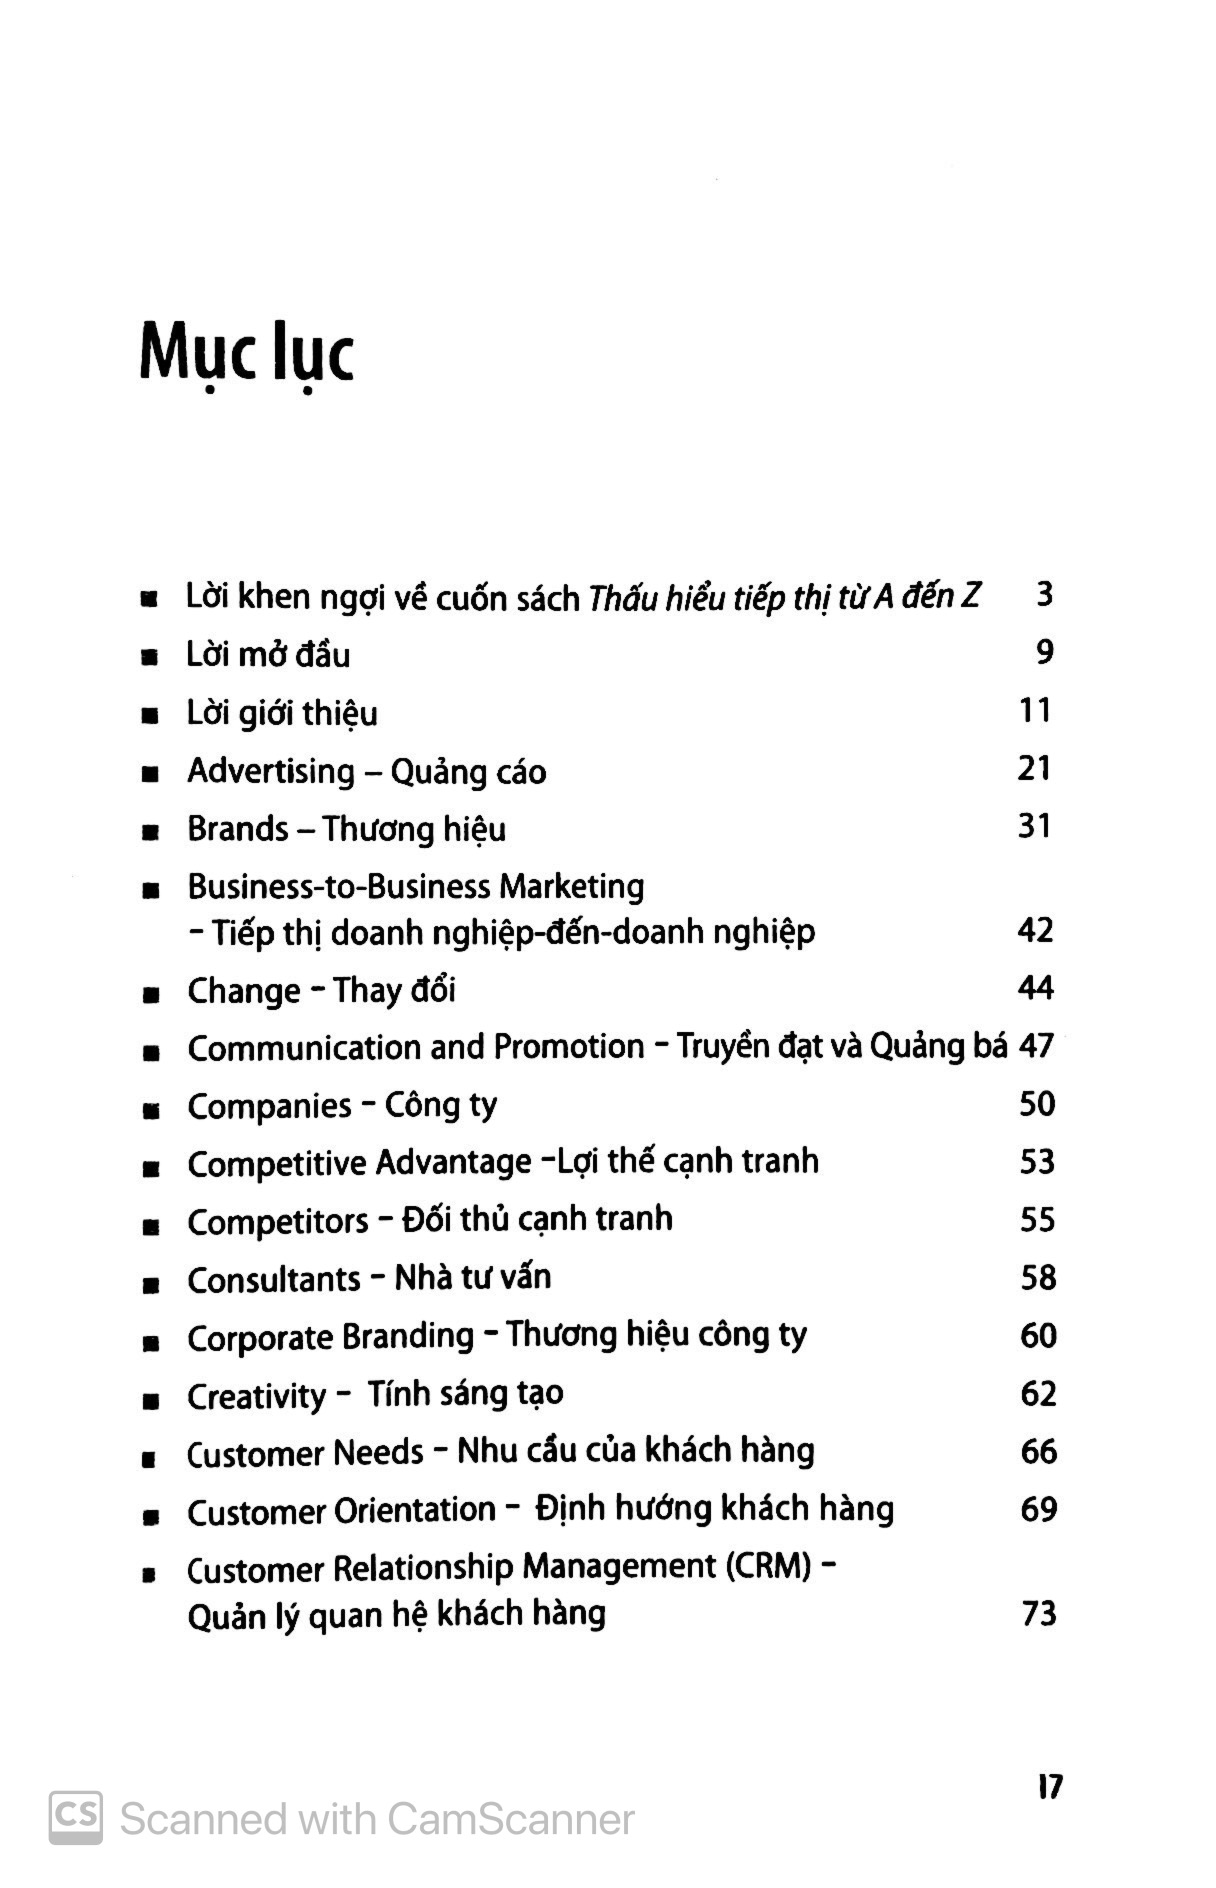 Mục lục
▪ Lời khen ngợi về cuốn sách Thấu hiểu tiếp thị từ A đến Z 3
▪ Lời mở đầu 9
▪ Lời giới thiệu 11
▪ Advertising – Quảng cáo 21
▪ Brands – Thương hiệu 31
▪ Business-to-Business Marketing
- Tiếp thị doanh nghiệp-đến-doanh nghiệp 42
▪ Change - Thay đổi 44
▪ Communication and Promotion - Truyền đạt và Quảng bá 47
▪ Companies - Công ty 50
▪ Competitive Advantage -Lợi thế cạnh tranh 53
▪ Competitors - Đối thủ cạnh tranh 55
▪ Consultants - Nhà tư vấn 58
▪ Corporate Branding - Thương hiệu công ty 60
▪ Creativity - Tính sáng tạo 62
▪ Customer Needs - Nhu cầu của khách hàng 66
▪ Customer Orientation - Định hướng khách hàng 69
▪ Customer Relationship Management (CRM) -
Quản lý quan hệ khách hàng 73
17
CS Scanned with CamScanner